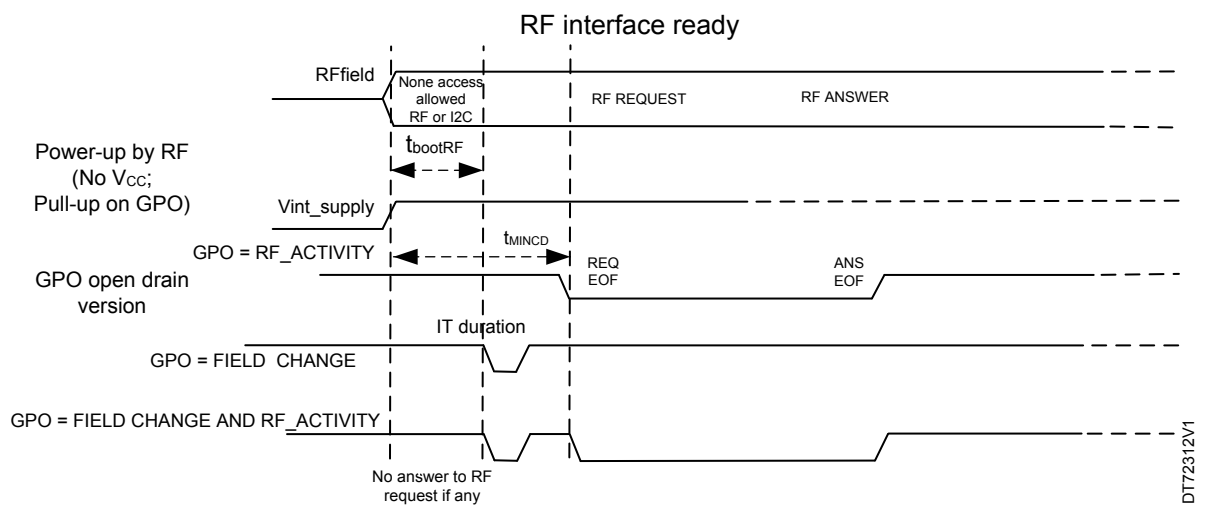 RF interface ready
RFfield
None access
allowed
RF or I2C
RF REQUEST
RF ANSWER
tbootRF
Power-up by RF
(No Vcc;
Pull-up on GPO)
Vint_supply
GPO = RF_ACTIVITY
tMINCD
REQ
EOF
ANS
EOF
GPO open drain
version
IT duration
GPO = FIELD CHANGE
GPO = FIELD CHANGE AND RF_ACTIVITY
No answer to RF
request if any
DT72312V1